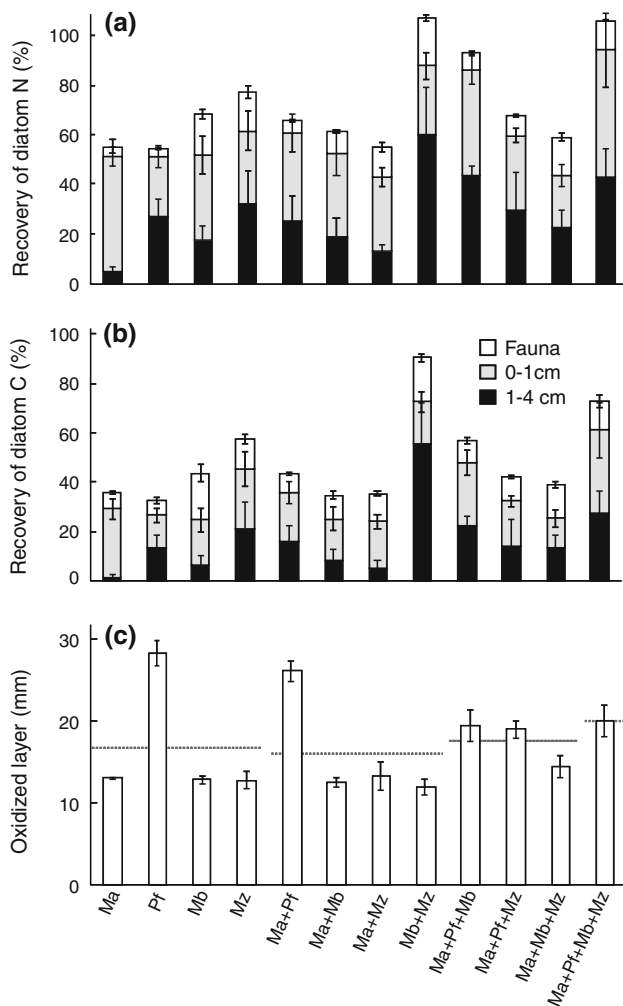 (a)
Recovery of diatom N (%)
100
80
60
40
20
0
(b)
Recovery of diatom C (%)
100
80
60
40
20
0
Fauna
0-1cm
1-4 cm
(c)
Oxidized layer (mm)
30
20
10
0
Ma
Pf
Mb
Mz
Ma+Pf
Ma+Mb
Ma+Mz
Mb+Mz
Ma+Pf+Mb
Ma+Pf+Mz
Ma+Mb+Mz
Ma+Pf+Mb+Mz